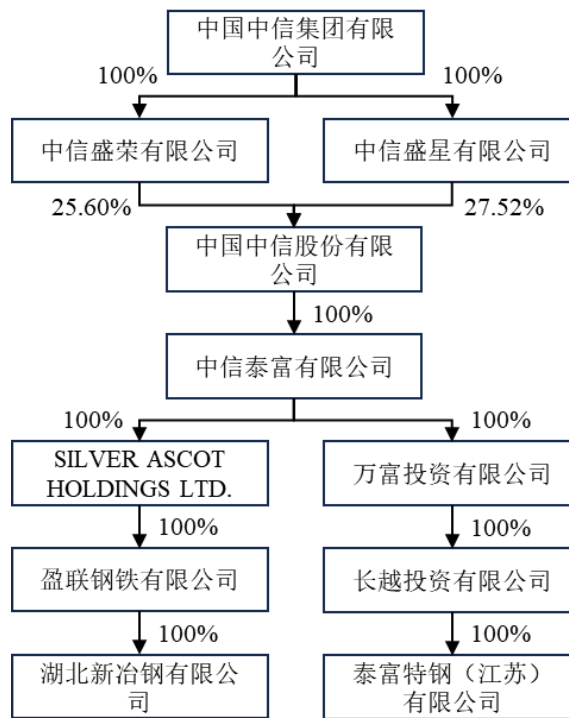 中国中信集团有限
公司
100%
100%
中信盛荣有限公司
中信盛星有限公司
25.60%
27.52%
中国中信股份有限
公司
100%
中信泰富有限公司
100%
100%
SILVER ASCOT
HOLDINGS LTD.
万富投资有限公司
100%
100%
盈联钢铁有限公司
长越投资有限公司
100%
100%
湖北新冶钢有限公
司
泰富特钢（江苏）
有限公司